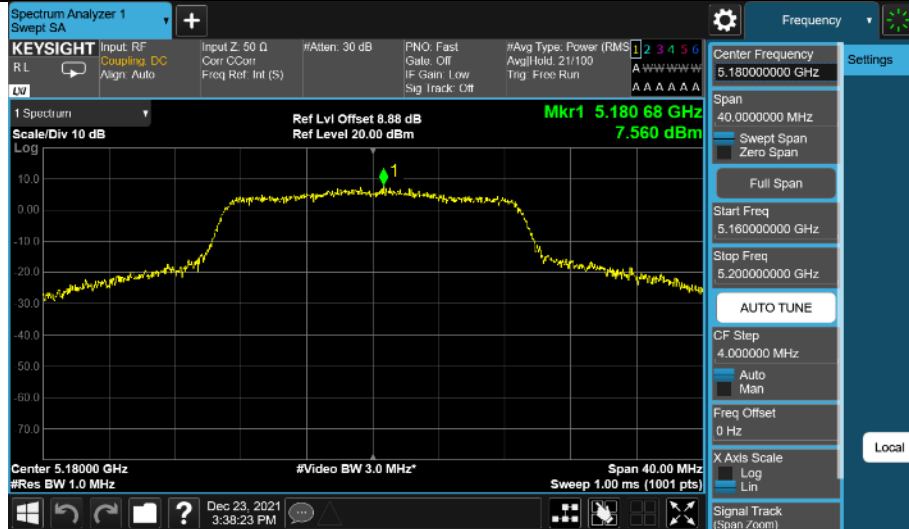 Spectrum Analyzer 1
Swept SA
+
Frequency
KEYSIGHT
RL
LXI
Input: RF
Coupling: DC
Align: Auto
Input Z: 50 Ω
Corr CCorr
Freq Ref: Int (S)
#Atten: 30 dB
PNO: Fast
Gate: Off
IF Gain: Low
Sig Track: Off
#Avg Type: Power (RMS
Avg|Hold: 21/100
Trig: Free Run
1 2 3 4 5 6
A W W W W W
A A A A A A
1 Spectrum
Scale/Div 10 dB
Log
Ref Lvl Offset 8.88 dB
Ref Level 20.00 dBm
Mkr1 5.180 68 GHz
7.560 dBm
1
10.0
0.00
-10.0
-20.0
-30.0
-40.0
-50.0
-60.0
-70.0
Center 5.18000 GHz
#Res BW 1.0 MHz
#Video BW 3.0 MHz*
Span 40.00 MHz
Sweep 1.00 ms (1001 pts)
Center Frequency
5.180000000 GHz
Span
40.0000000 MHz
Swept Span
Zero Span
Full Span
Start Freq
5.160000000 GHz
Stop Freq
5.200000000 GHz
AUTO TUNE
CF Step
4.000000 MHz
Auto
Man
Freq Offset
0 Hz
X Axis Scale
Log
Lin
Signal Track
(Span Zoom)
Settings
Local
?
Dec 23, 2021
3:38:23 PM